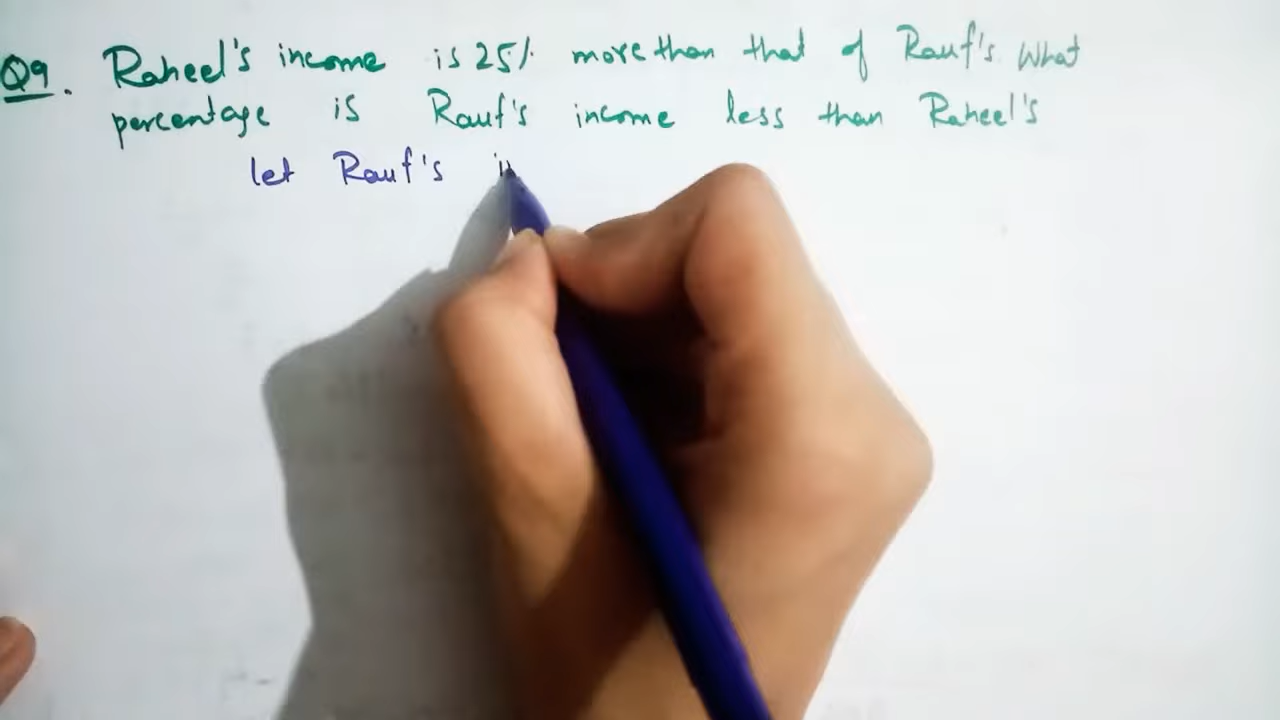 Q9. Raheel's income is 25% more than that of Rauf's. What
percentage is Rauf's income less than Raheel's
let Rauf's